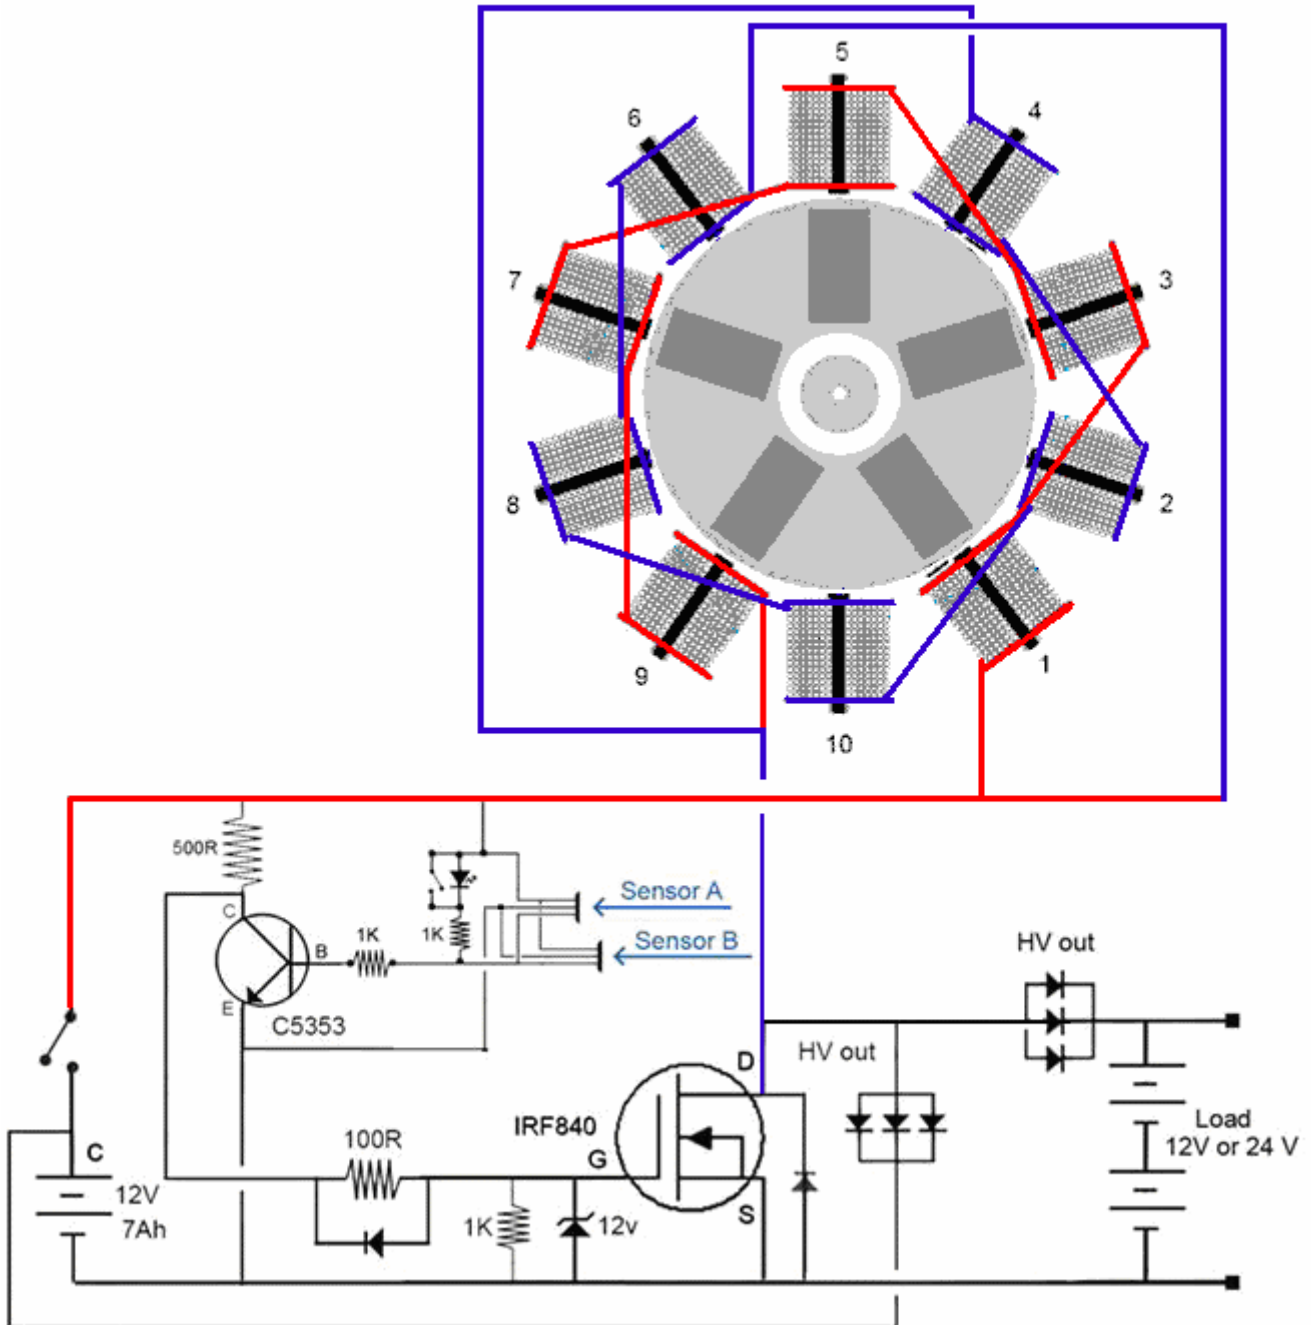 5
4
6
3
7
2
8
1
9
10
500R
C
Sensor A
1K
B
1K
Sensor B
HV out
E
C5353
HV out
D
IRF840
100R
G
C
Load
12V or 24 V
12V
7Ah
1K
12v
S